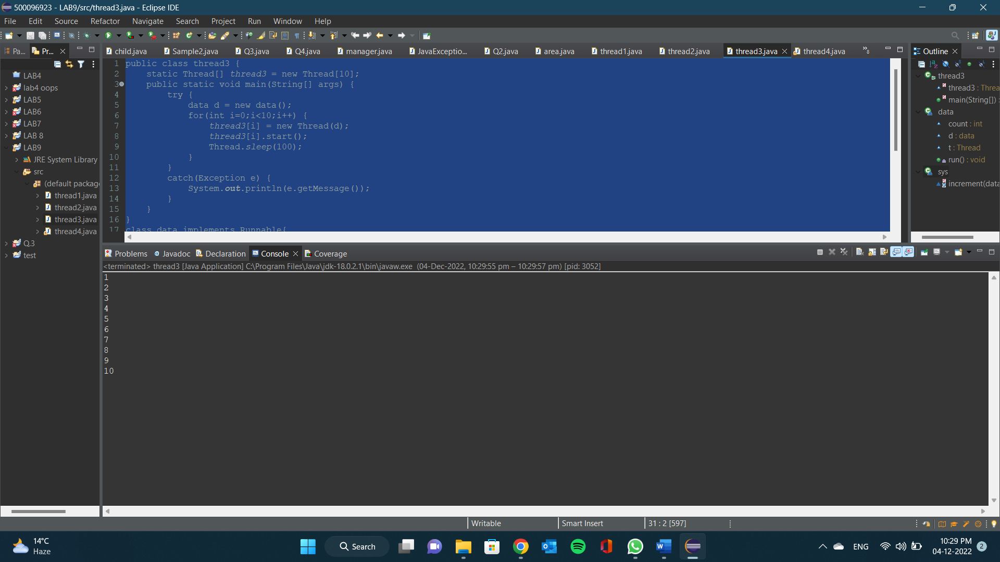 500096923 - LAB9/src/thread3.java - Eclipse IDE
File Edit Source Refactor Navigate Search Project Run Window Help
Pa... Pr...
child.java Sample2.java Q3.java Q4.java manager.java JavaExceptio... Q2.java area.java thread1.java thread2.java thread3.java thread4.java »8
Outline
LAB4
lab4 oops
LAB5
LAB6
LAB7
LAB 8
LAB9
JRE System Library
src
(default packag
thread1.java
thread2.java
thread3.java
thread4.java
Q.3
test
1 public class thread3 {
2 static Thread[] thread3 = new Thread[10];
3 public static void main(String[] args) {
4 try {
5 data d = new data();
6 for(int i=0;i<10;i++) {
7 thread3[i] = new Thread(d);
8 thread3[i].start();
9 Thread.sleep(100);
10 }
11 }
12 catch(Exception e) {
13 System.out.println(e.getMessage());
14 }
15 }
16 }
17 class data implements Runnable{
thread3
thread3 : Threa
main(String[]) :
data
count : int
d : data
t : Thread
run() : void
sys
increment(data
Problems Javadoc Declaration Console Coverage
<terminated> thread3 [Java Application] C:\Program Files\Java\jdk-18.0.2.1\bin\javaw.exe (04-Dec-2022, 10:29:55 pm – 10:29:57 pm) [pid: 3052]
1
2
3
4
5
6
7
8
9
10
Writable Smart Insert 31 : 2 [597]
14°C
Haze
Search
ENG
10:29 PM
04-12-2022
2